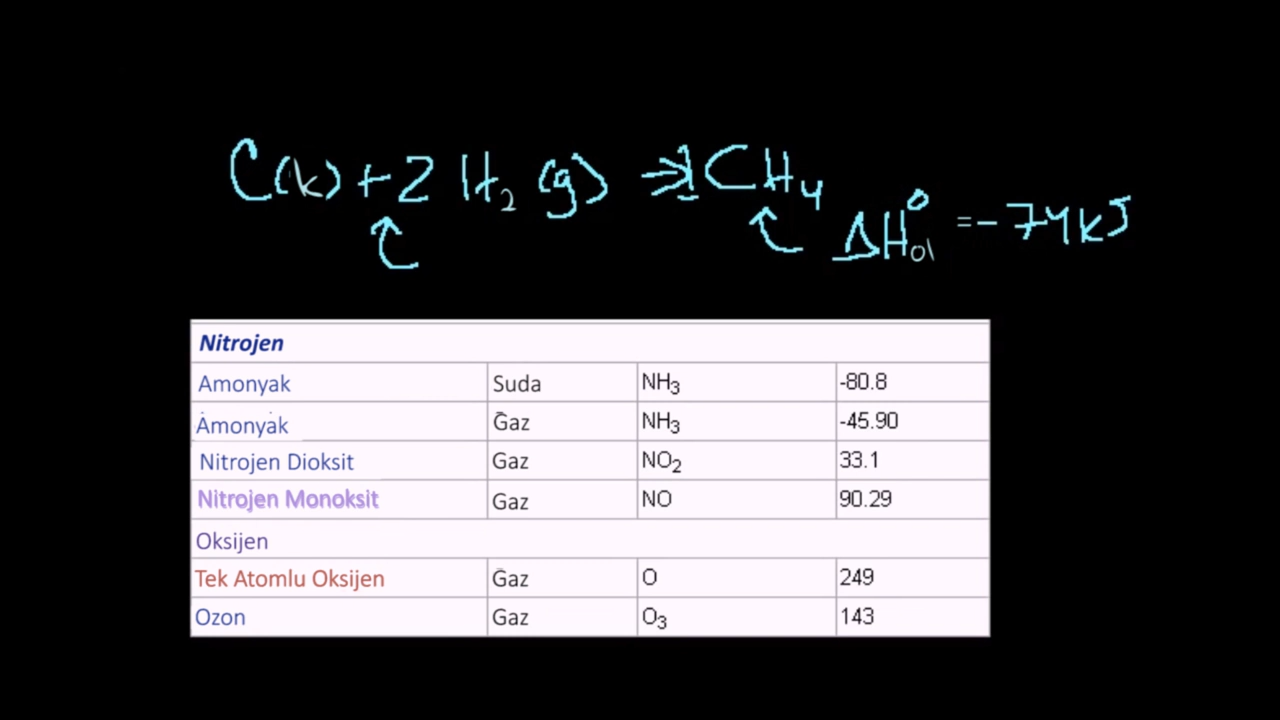 C(k) + 2 H₂ (g) → 1 CH₄
ΔH°ol = - 74 kJ
Nitrojen
Amonyak Suda NH₃ -80.8
Amonyak Gaz NH₃ -45.90
Nitrojen Dioksit Gaz NO₂ 33.1
Nitrojen Monoksit Gaz NO 90.29
Oksijen
Tek Atomlu Oksijen Gaz O 249
Ozon Gaz O₃ 143